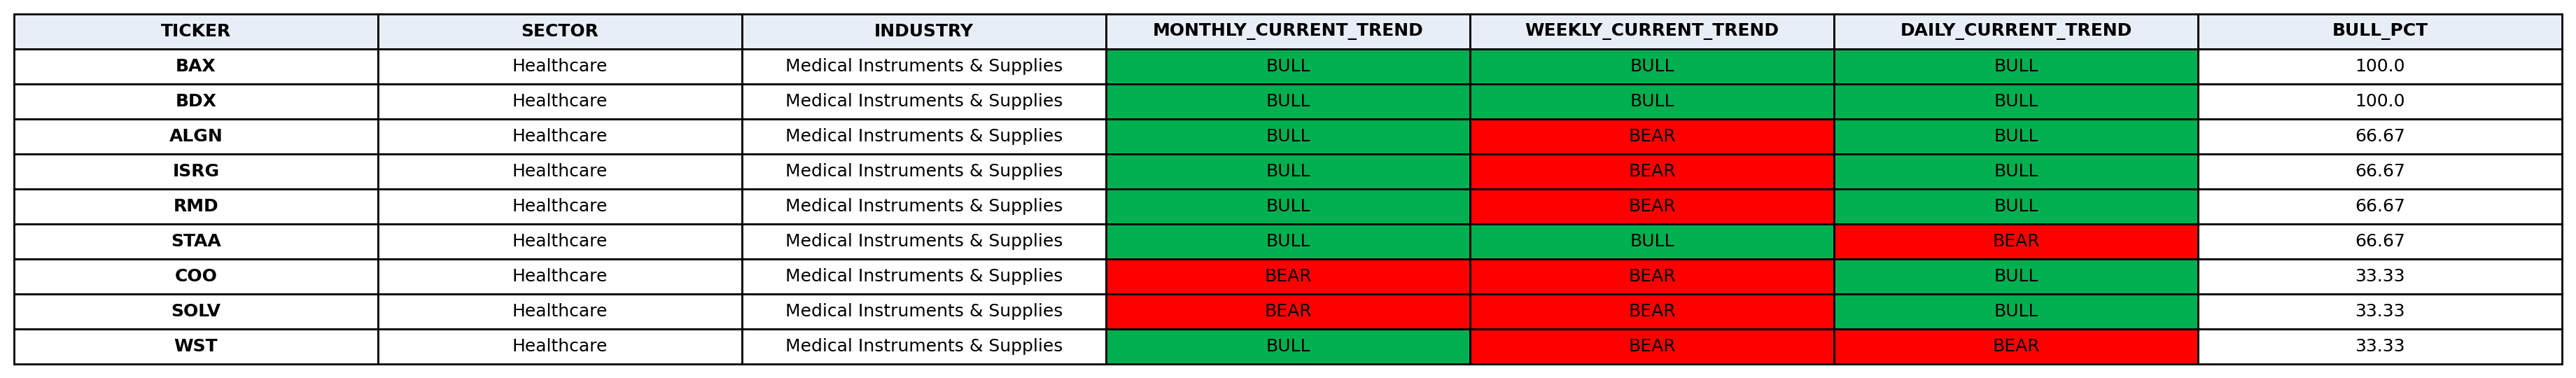 TICKER SECTOR INDUSTRY MONTHLY_CURRENT_TREND WEEKLY_CURRENT_TREND DAILY_CURRENT_TREND BULL_PCT
BAX Healthcare Medical Instruments & Supplies BULL BULL BULL 100.0
BDX Healthcare Medical Instruments & Supplies BULL BULL BULL 100.0
ALGN Healthcare Medical Instruments & Supplies BULL BEAR BULL 66.67
ISRG Healthcare Medical Instruments & Supplies BULL BEAR BULL 66.67
RMD Healthcare Medical Instruments & Supplies BULL BEAR BULL 66.67
STAA Healthcare Medical Instruments & Supplies BULL BULL BEAR 66.67
COO Healthcare Medical Instruments & Supplies BEAR BEAR BULL 33.33
SOLV Healthcare Medical Instruments & Supplies BEAR BEAR BULL 33.33
WST Healthcare Medical Instruments & Supplies BULL BEAR BEAR 33.33